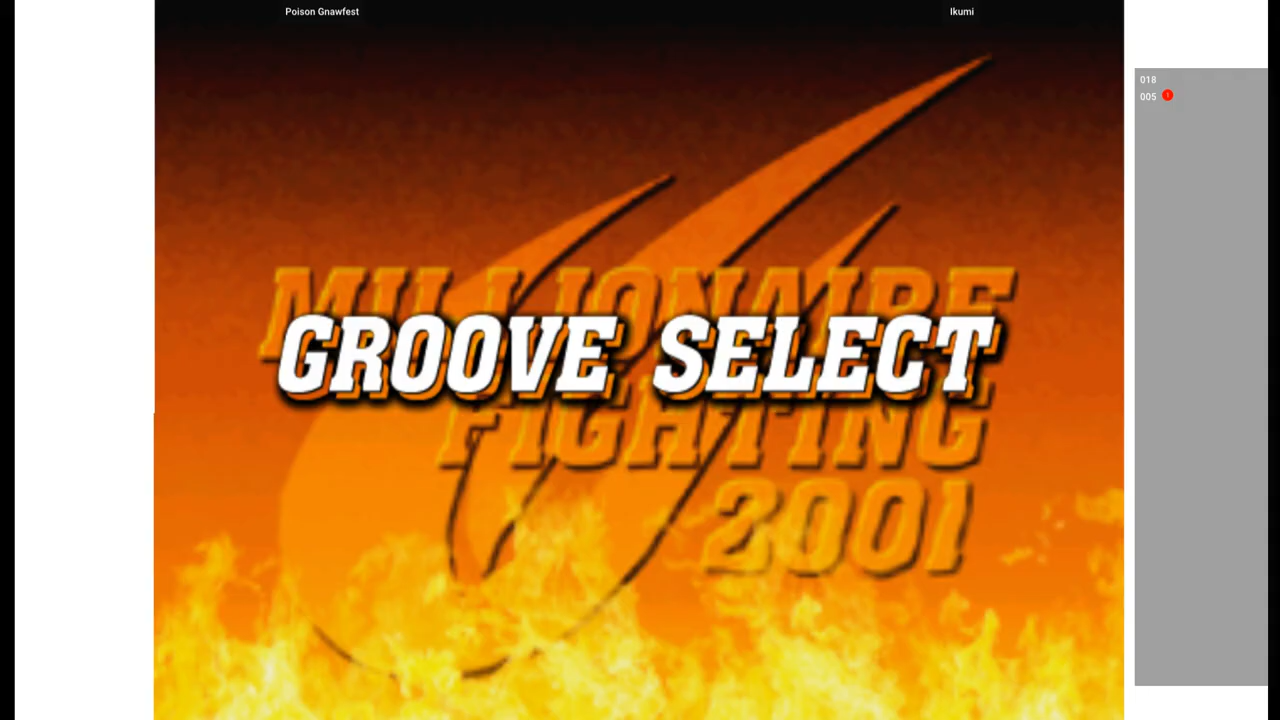 Poison Gnawfest
Ikumi
018
005
MILLIONAIRE
GROOVE SELECT
FIGHTING
2001